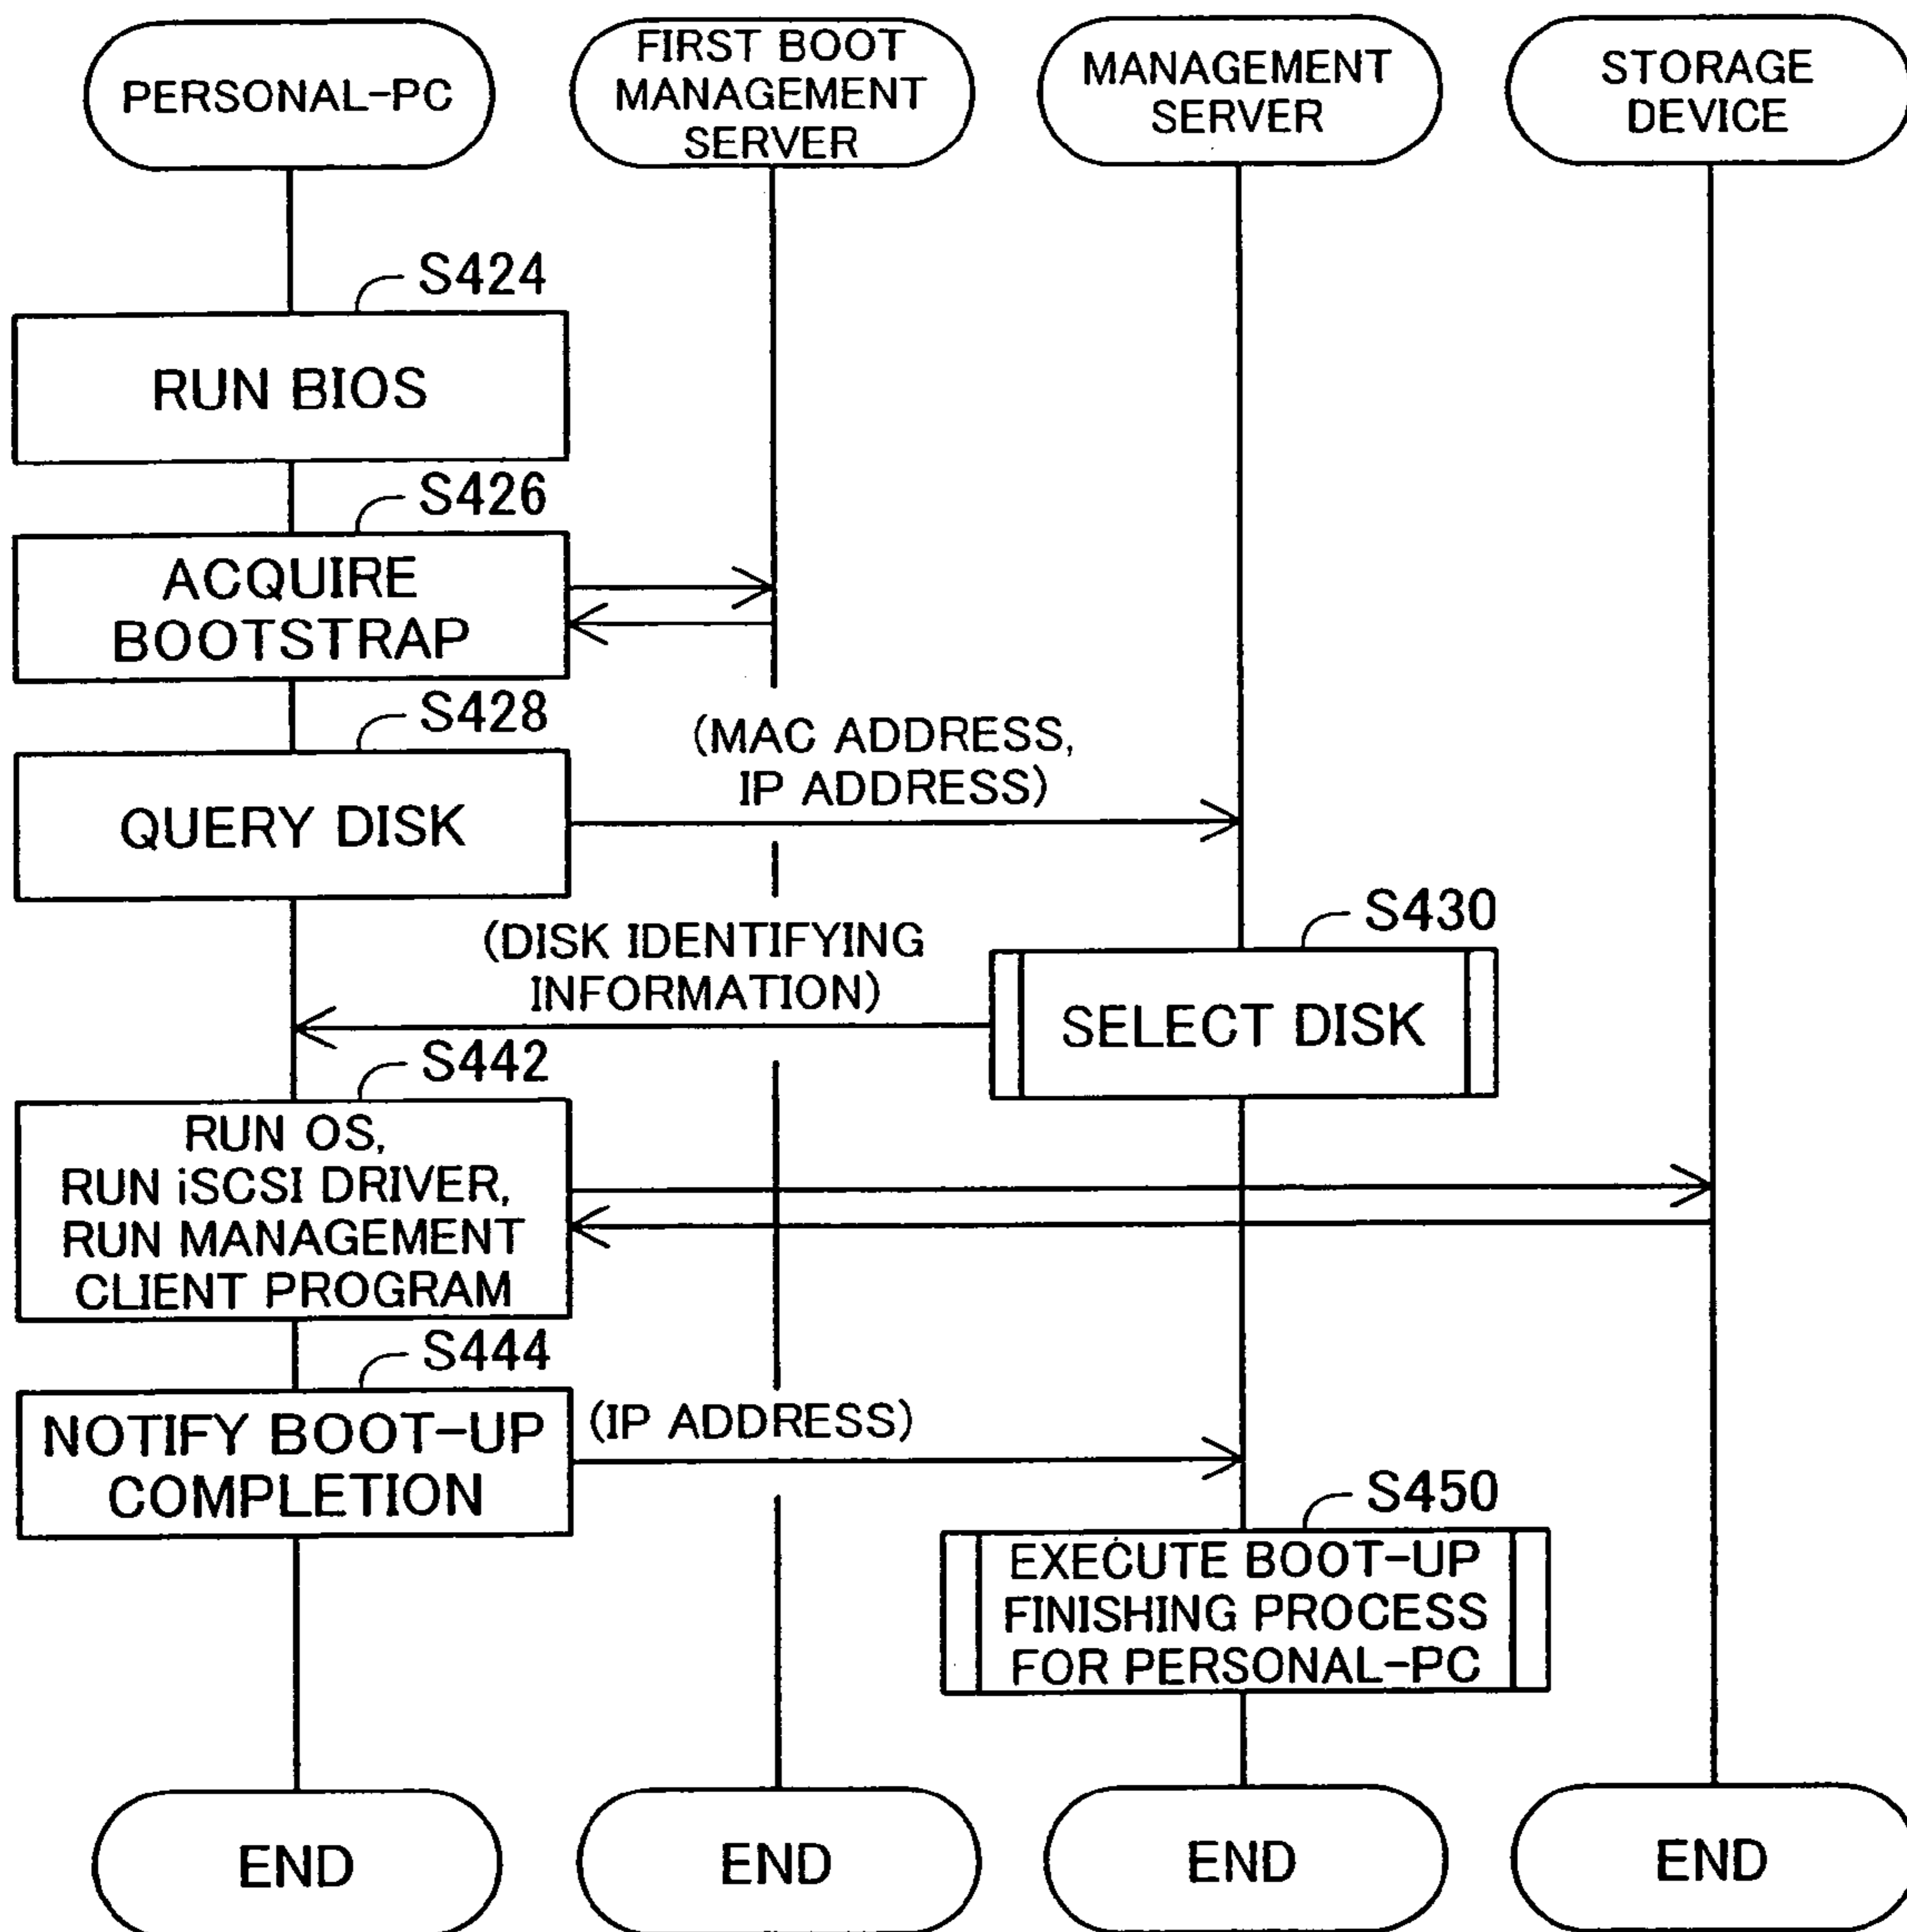 PERSONAL-PC
FIRST BOOT
MANAGEMENT
SERVER
MANAGEMENT
SERVER
STORAGE
DEVICE
S424
RUN BIOS
S426
ACQUIRE
BOOTSTRAP
S428
QUERY DISK
(MAC ADDRESS,
IP ADDRESS)
S430
SELECT DISK
(DISK IDENTIFYING
INFORMATION)
S442
RUN OS,
RUN iSCSI DRIVER,
RUN MANAGEMENT
CLIENT PROGRAM
S444
NOTIFY BOOT-UP
COMPLETION
(IP ADDRESS)
S450
EXECUTE BOOT-UP
FINISHING PROCESS
FOR PERSONAL-PC
END
END
END
END